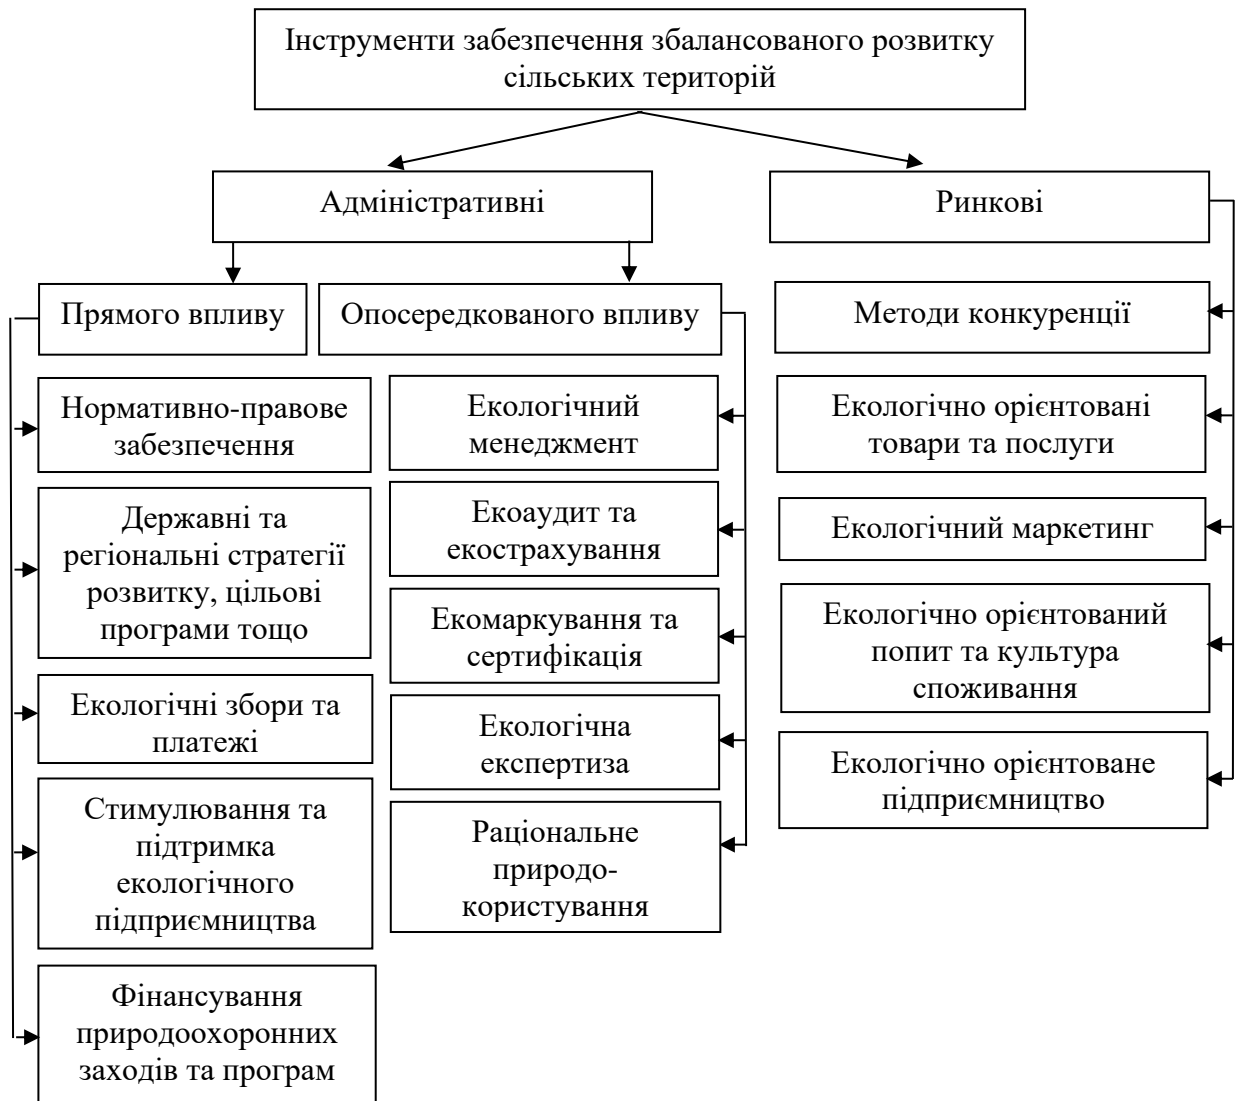 Інструменти забезпечення збалансованого розвитку
сільських територій
Адміністративні
Ринкові
Прямого впливу
Опосередкованого впливу
Нормативно-правове
забезпечення
Державні та
регіональні стратегії
розвитку, цільові
програми тощо
Екологічні збори та
платежі
Стимулювання та
підтримка
екологічного
підприємництва
Фінансування
природоохоронних
заходів та програм
Екологічний
менеджмент
Екоаудит та
екострахування
Екомаркування та
сертифікація
Екологічна
експертиза
Раціональне
природо-
користування
Методи конкуренції
Екологічно орієнтовані
товари та послуги
Екологічний маркетинг
Екологічно орієнтований
попит та культура
споживання
Екологічно орієнтоване
підприємництво